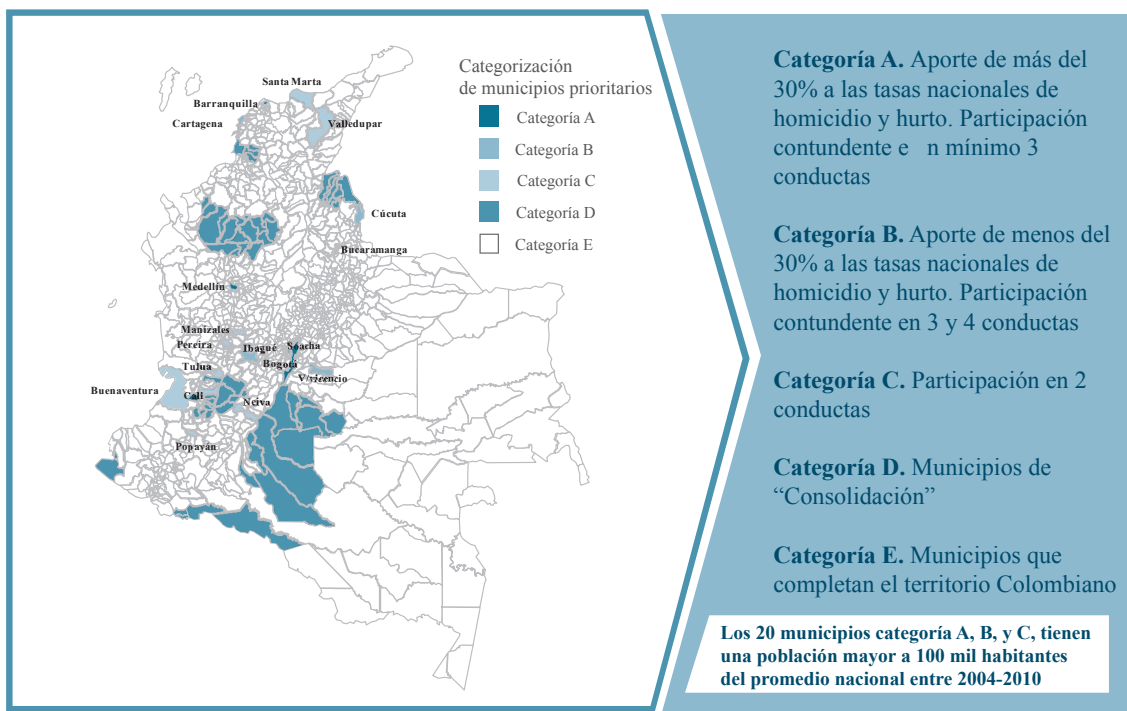 Santa Marta
Barranquilla
Cartagena
Valledupar
Cúcuta
Bucaramanga
Medellín
Manizales
Pereira
Ibagué
Soacha
Bogotá
Tuluá
V/vicencio
Buenaventura
Cali
Neiva
Popayán
Categorización
de municipios prioritarios
Categoría A
Categoría B
Categoría C
Categoría D
Categoría E
Categoría A. Aporte de más del
30% a las tasas nacionales de
homicidio y hurto. Participación
contundente e n mínimo 3
conductas
Categoría B. Aporte de menos del
30% a las tasas nacionales de
homicidio y hurto. Participación
contundente en 3 y 4 conductas
Categoría C. Participación en 2
conductas
Categoría D. Municipios de
“Consolidación”
Categoría E. Municipios que
completan el territorio Colombiano
Los 20 municipios categoría A, B, y C, tienen
una población mayor a 100 mil habitantes
del promedio nacional entre 2004-2010